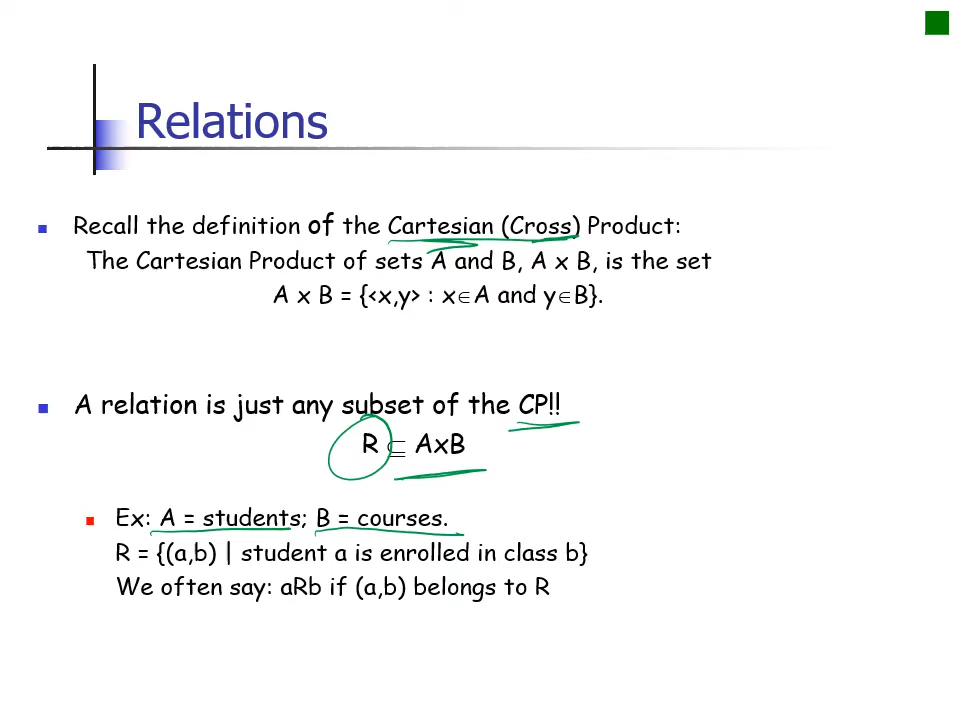 Relations
Recall the definition of the Cartesian (Cross) Product:
The Cartesian Product of sets A and B, A x B, is the set
A x B = {<x,y> : x∈A and y∈B}.
A relation is just any subset of the CP!!
R ⊆ AxB
Ex: A = students; B = courses.
R = {(a,b) | student a is enrolled in class b}
We often say: aRb if (a,b) belongs to R